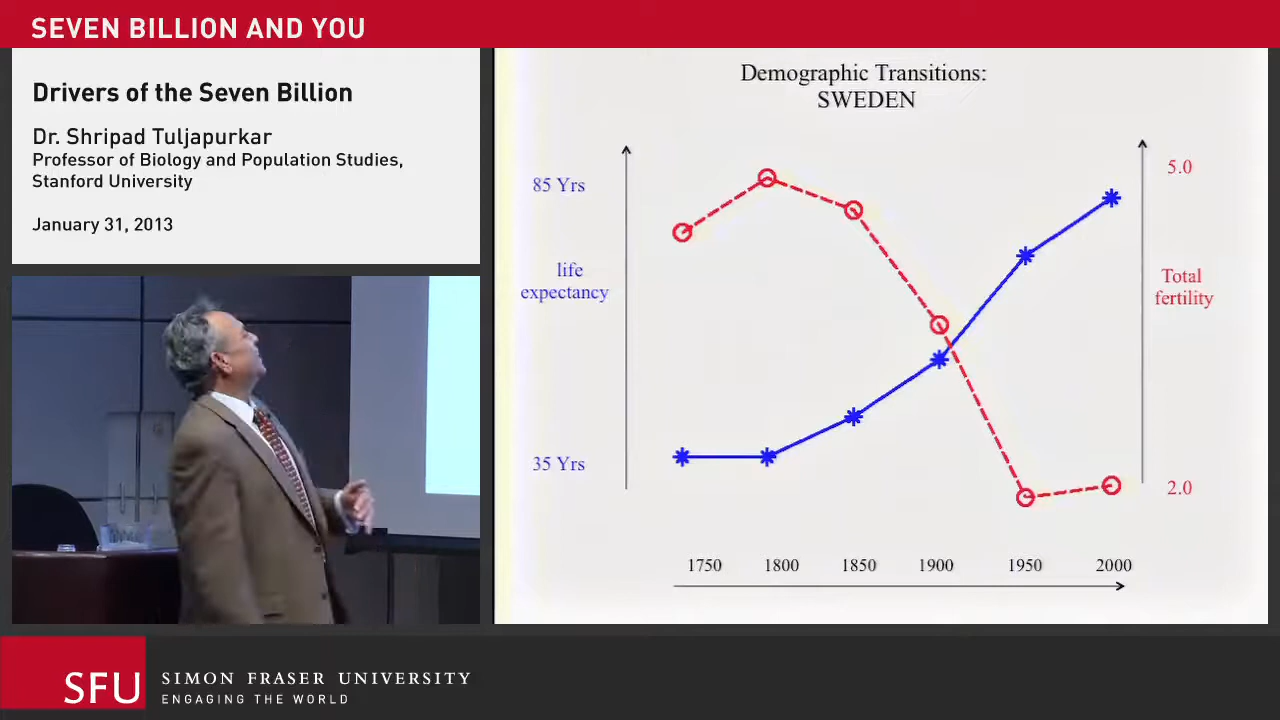 SEVEN BILLION AND YOU
Drivers of the Seven Billion
Dr. Shripad Tuljapurkar
Professor of Biology and Population Studies,
Stanford University
January 31, 2013
Demographic Transitions:
SWEDEN
85 Yrs
life
expectancy
35 Yrs
5.0
Total
fertility
2.0
1750 1800 1850 1900 1950 2000
SFU
SIMON FRASER UNIVERSITY
ENGAGING THE WORLD